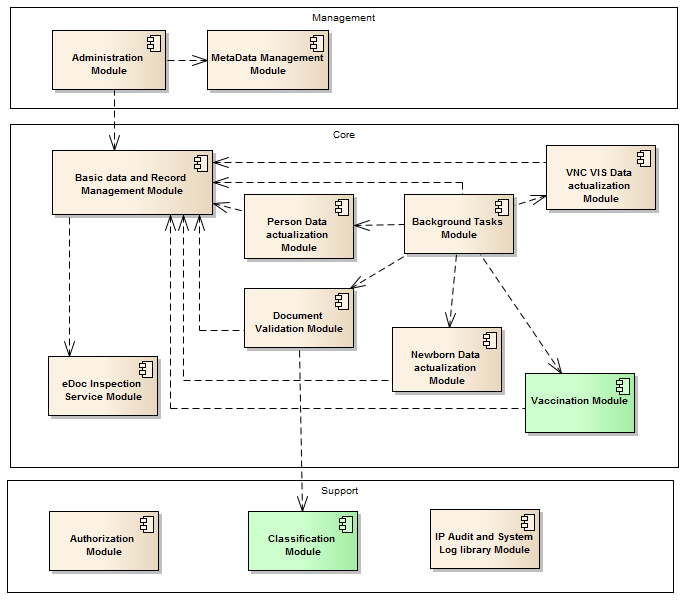 Management
Administration
Module
MetaData Management
Module
Core
Basic data and Record
Management Module
VNC VIS Data
actualization
Module
Person Data
actualization
Module
Background Tasks
Module
Document
Validation Module
Newborn Data
actualization
Module
eDoc Inspection
Service Module
Vaccination Module
Support
Authorization
Module
Classification
Module
IP Audit and System
Log library Module